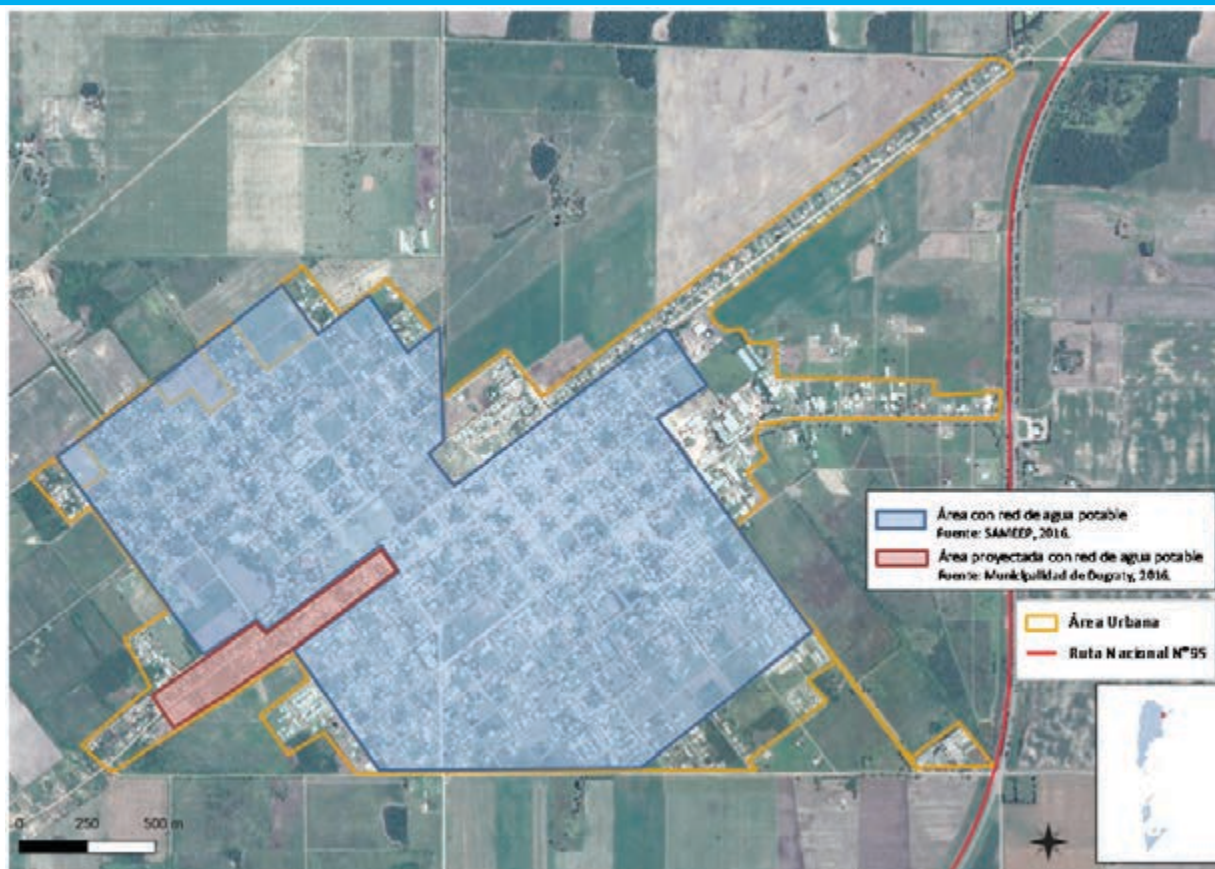 Área con red de agua potable
Fuente: SAMEEP, 2016.
Área proyectada con red de agua potable
Fuente: Municipalidad de Dugraty, 2016.
Área Urbana
Ruta Nacional N°95
0 250 500 m